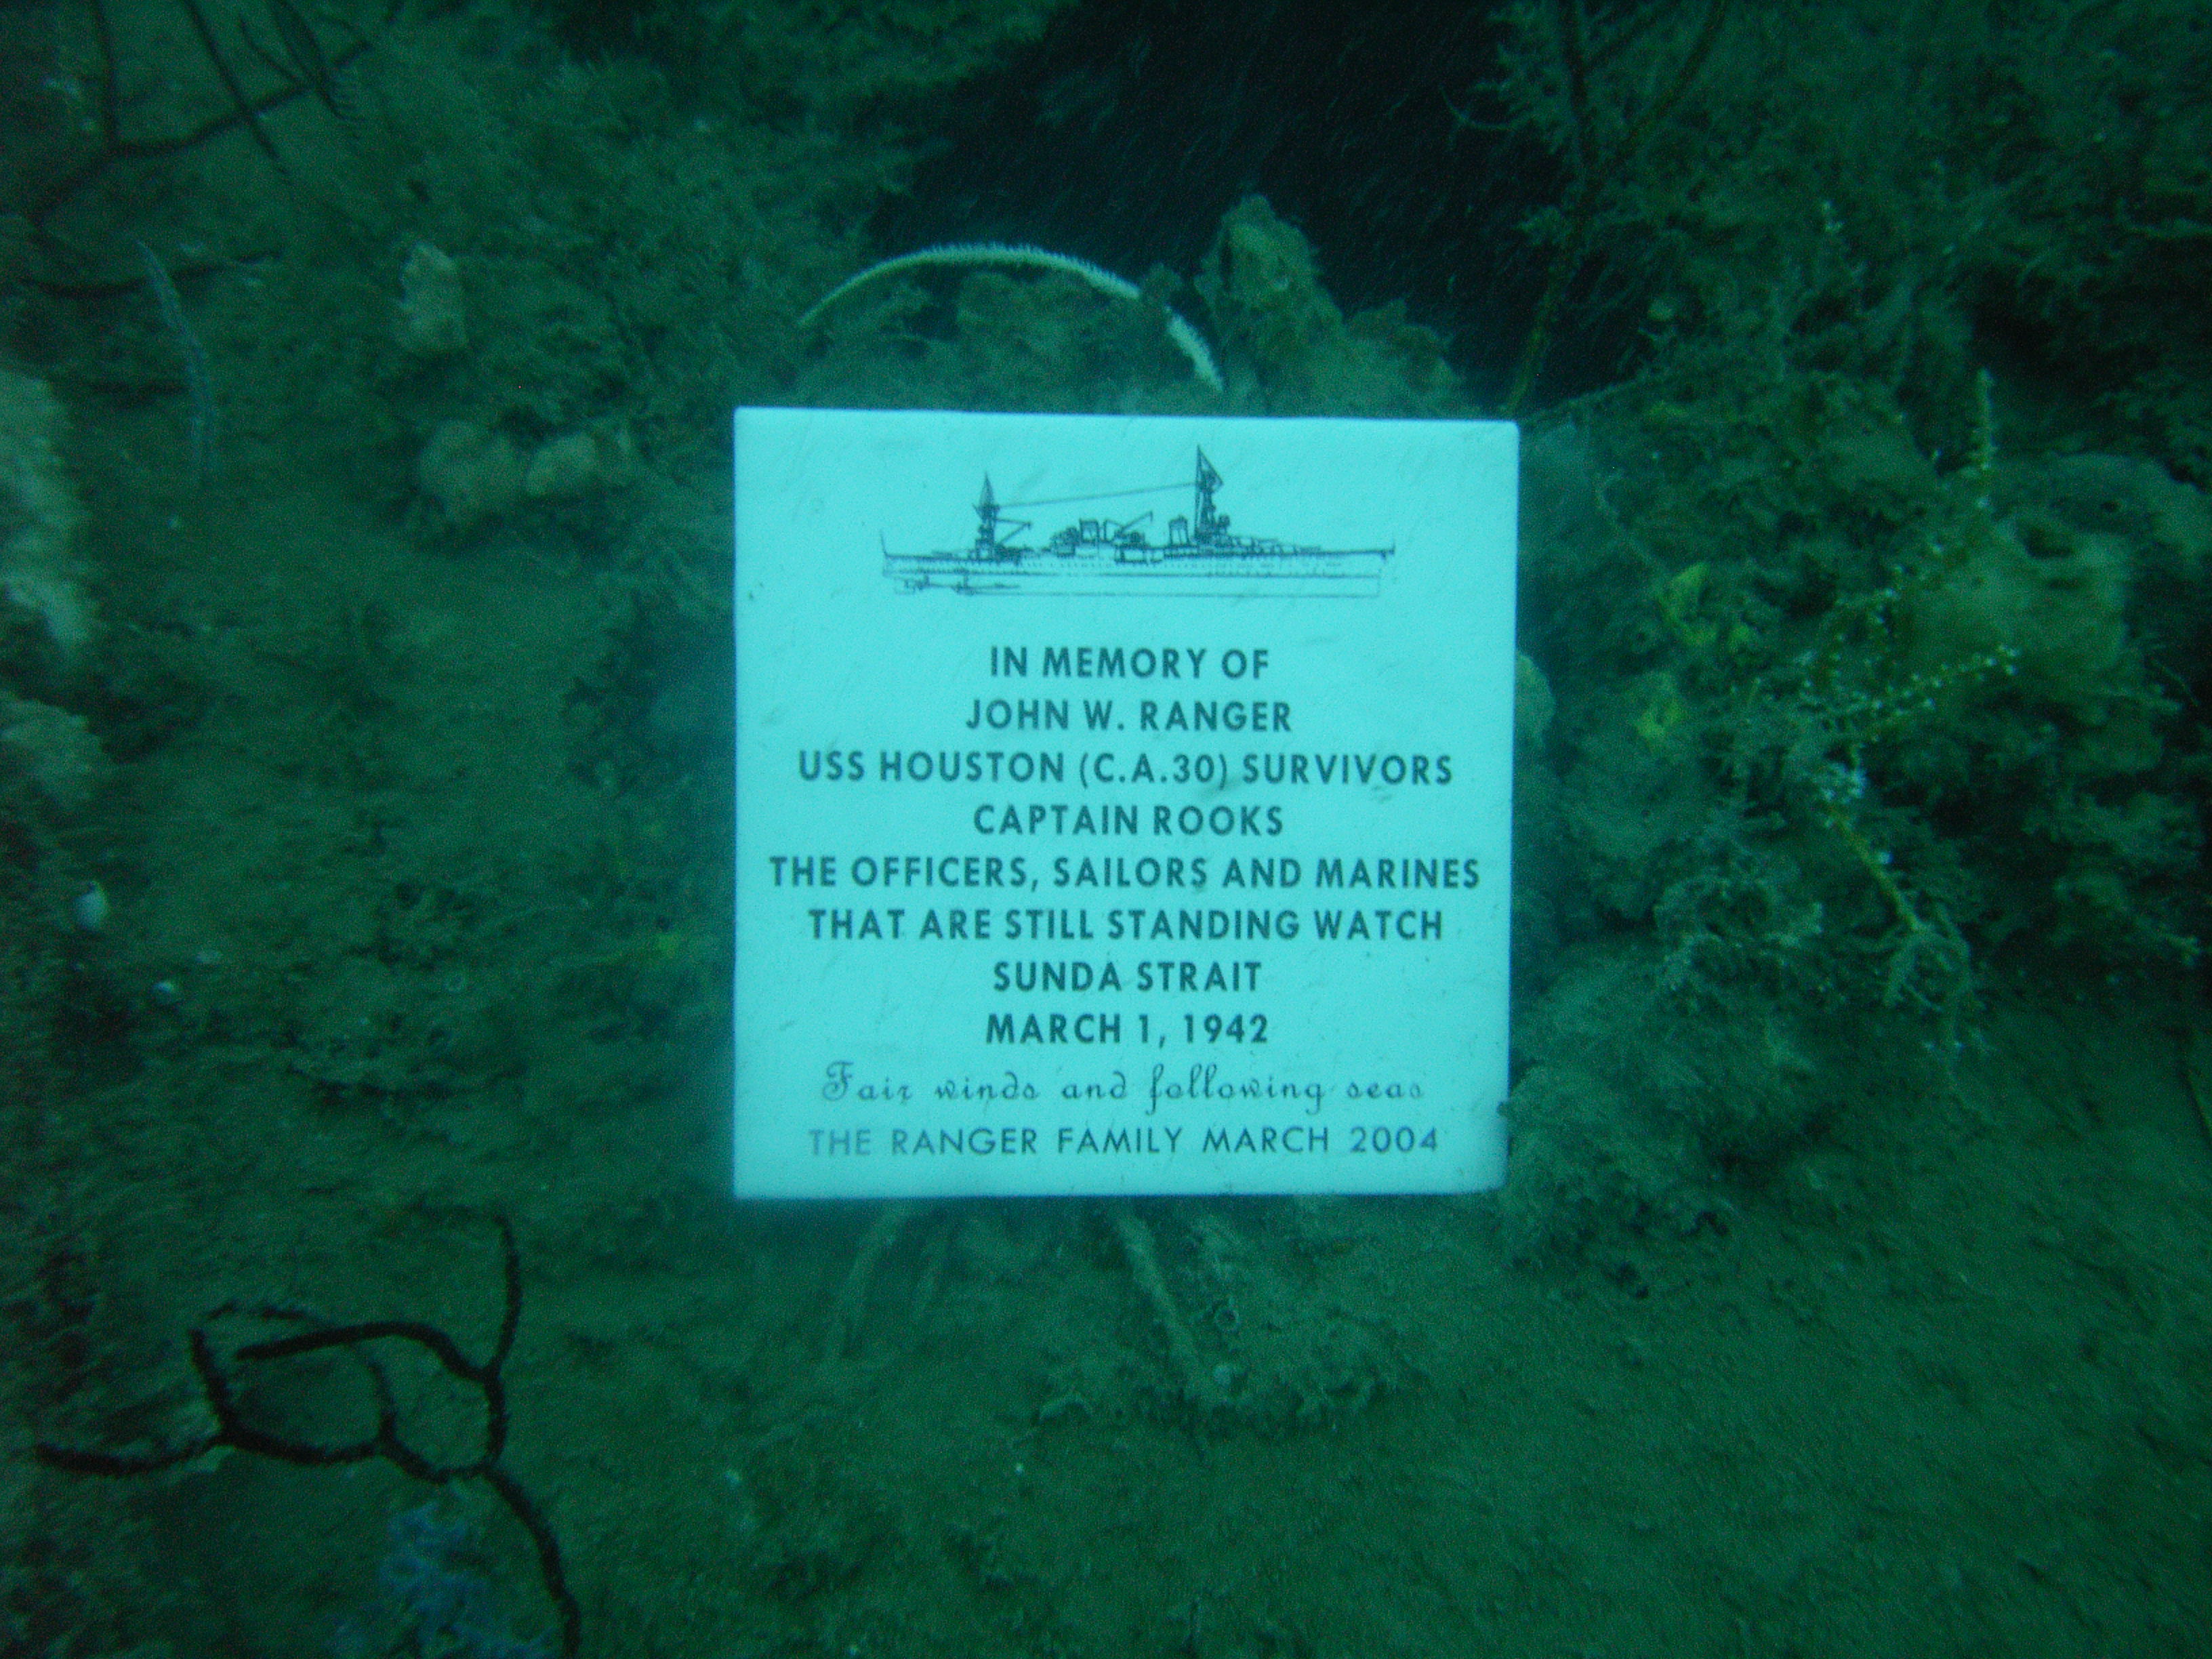 IN MEMORY OF
JOHN W. RANGER
USS HOUSTON (C.A.30) SURVIVORS
CAPTAIN ROOKS
THE OFFICERS, SAILORS AND MARINES
THAT ARE STILL STANDING WATCH
SUNDA STRAIT
MARCH 1, 1942
Fair winds and following seas
THE RANGER FAMILY MARCH 2004